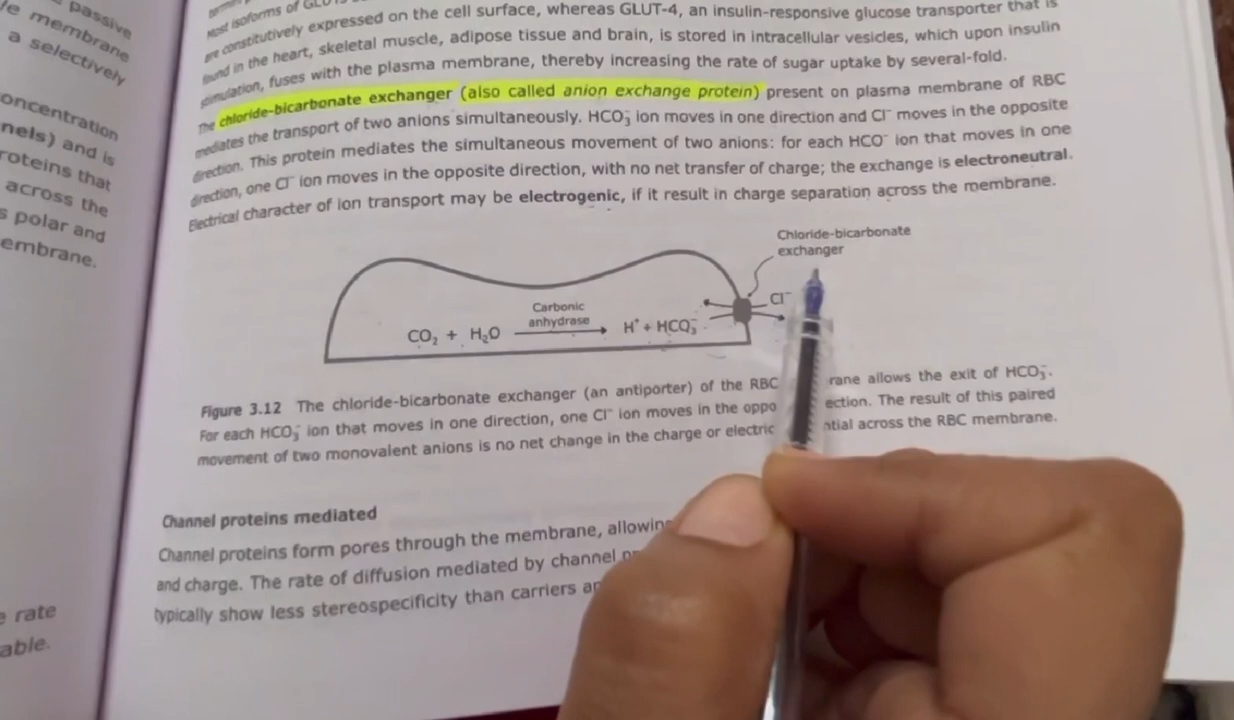 passive
le membrane
a selectively
oncentration
nels) and is
roteins that
across the
s polar and
embrane.
e rate
able.
most isoforms of
are constitutively expressed on the cell surface, whereas GLUT-4, an insulin-responsive glucose transporter that is
found in the heart, skeletal muscle, adipose tissue and brain, is stored in intracellular vesicles, which upon insulin
stimulation, fuses with the plasma membrane, thereby increasing the rate of sugar uptake by several-fold.
The chloride-bicarbonate exchanger (also called anion exchange protein) present on plasma membrane of RBC
mediates the transport of two anions simultaneously. HCO₃⁻ ion moves in one direction and Cl⁻ moves in the opposite
direction. This protein mediates the simultaneous movement of two anions: for each HCO⁻ ion that moves in one
direction, one Cl⁻ ion moves in the opposite direction, with no net transfer of charge; the exchange is electroneutral.
Electrical character of ion transport may be electrogenic, if it result in charge separation across the membrane.
Chloride-bicarbonate
exchanger
Carbonic
anhydrase
CO₂ + H₂O
H⁺ + HCO₃⁻
Cl⁻
Figure 3.12 The chloride-bicarbonate exchanger (an antiporter) of the RBC rane allows the exit of HCO₃⁻.
For each HCO₃⁻ ion that moves in one direction, one Cl⁻ ion moves in the oppo ection. The result of this paired
movement of two monovalent anions is no net change in the charge or electric ntial across the RBC membrane.
Channel proteins mediated
Channel proteins form pores through the membrane, allowing
and charge. The rate of diffusion mediated by channel
typically show less stereospecificity than carriers